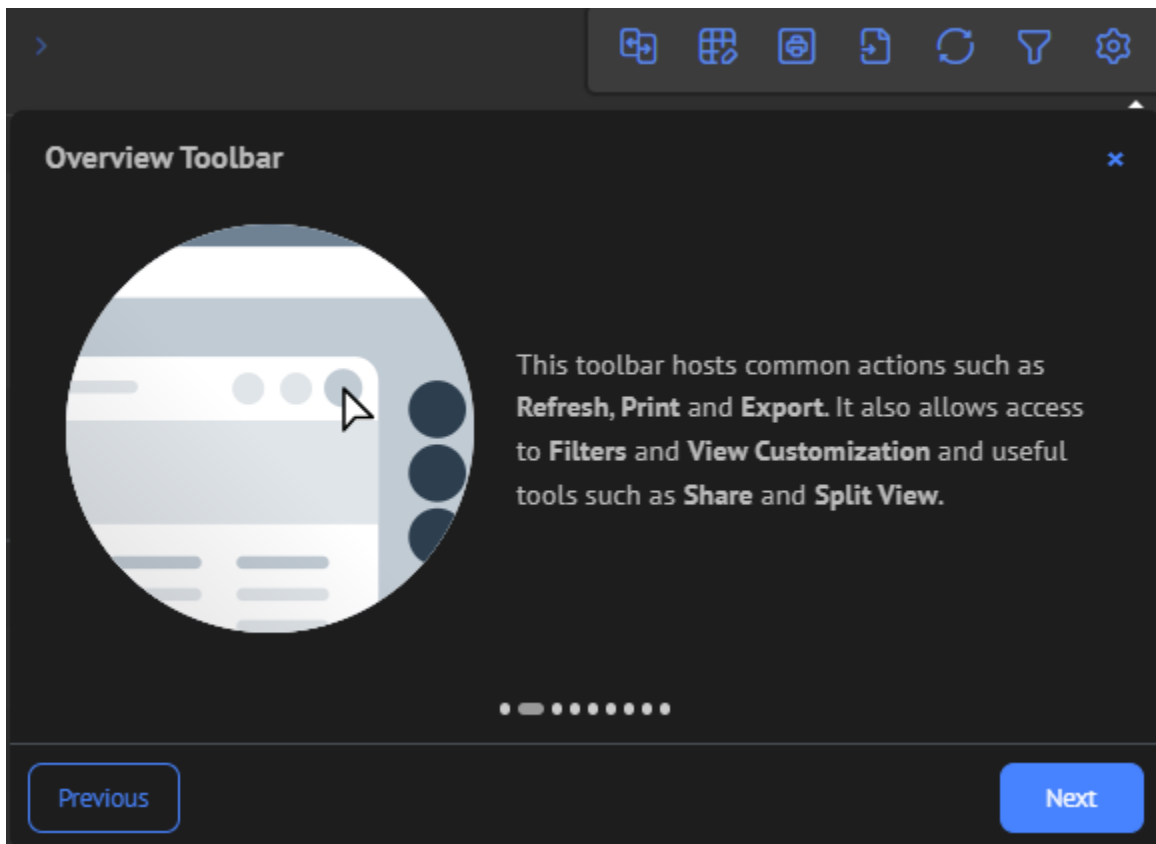 Overview Toolbar
This toolbar hosts common actions such as
Refresh, Print and Export. It also allows access
to Filters and View Customization and useful
tools such as Share and Split View.
Previous
Next